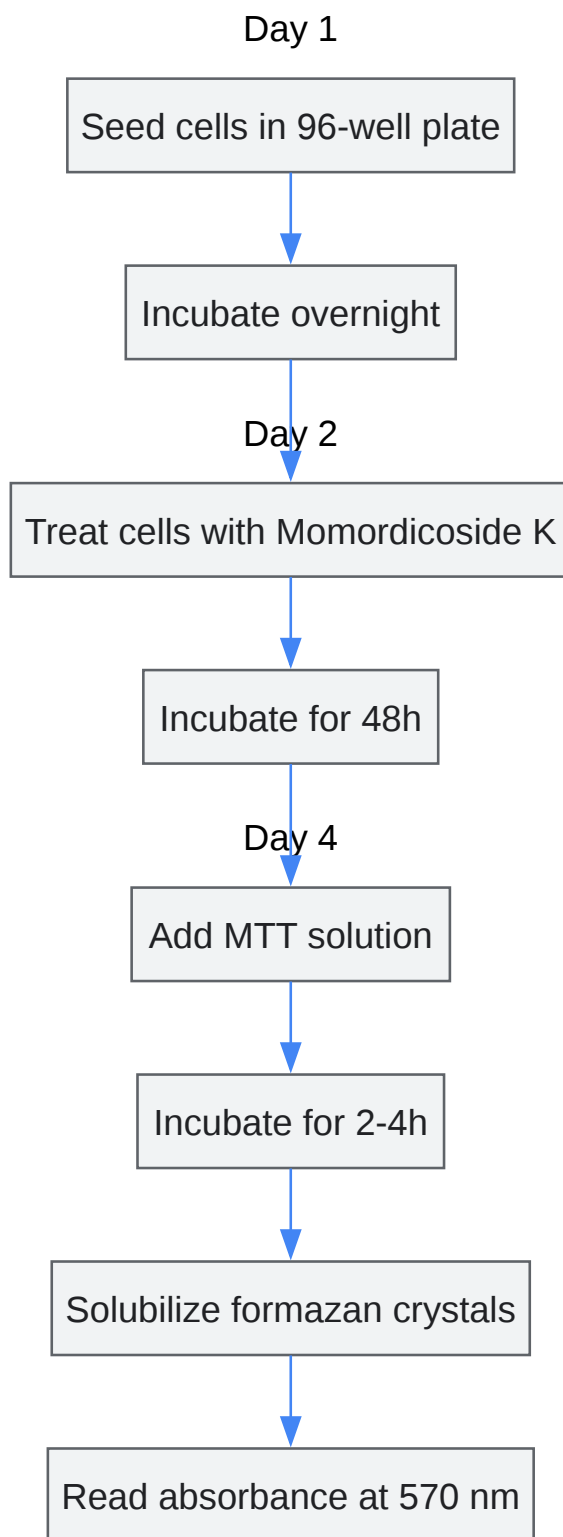 Day 1
Seed cells in 96-well plate
Incubate overnight
Day 2
Treat cells with Momordicoside K
Incubate for 48h
Day 4
Add MTT solution
Incubate for 2-4h
Solubilize formazan crystals
Read absorbance at 570 nm